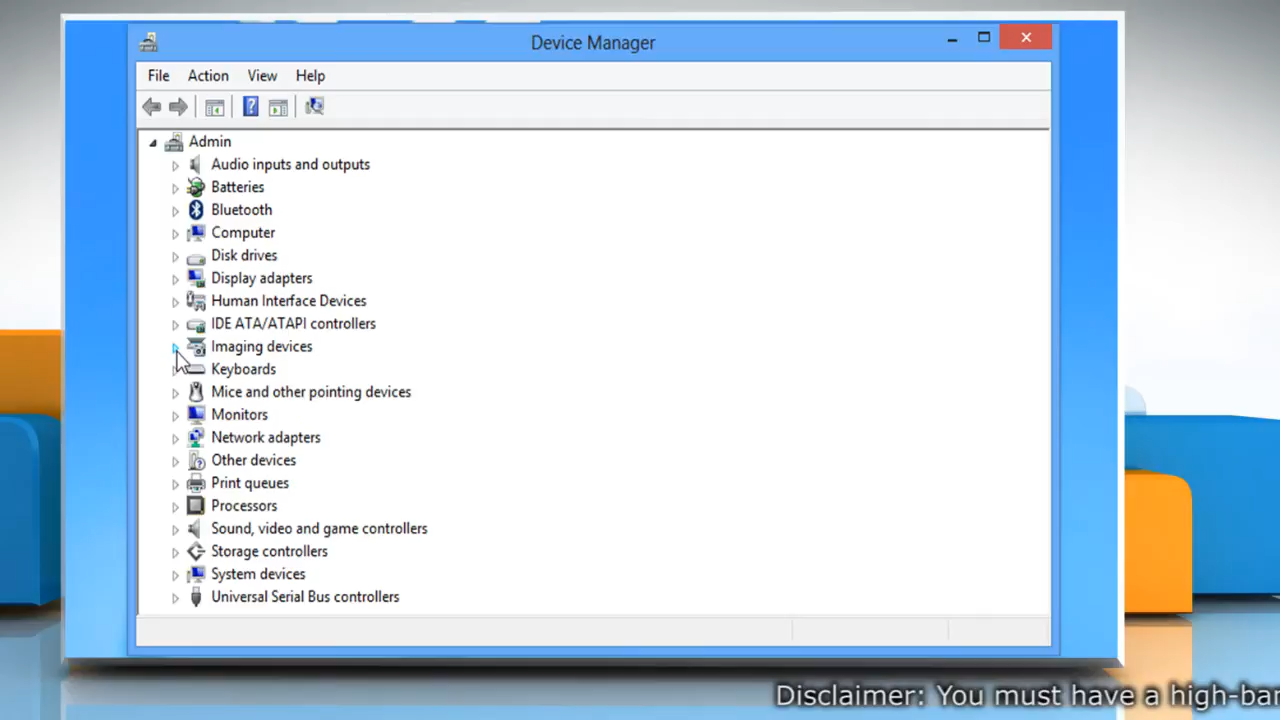 Device Manager
File Action View Help
Admin
Audio inputs and outputs
Batteries
Bluetooth
Computer
Disk drives
Display adapters
Human Interface Devices
IDE ATA/ATAPI controllers
Imaging devices
Keyboards
Mice and other pointing devices
Monitors
Network adapters
Other devices
Print queues
Processors
Sound, video and game controllers
Storage controllers
System devices
Universal Serial Bus controllers
Disclaimer: You must have a high-ban